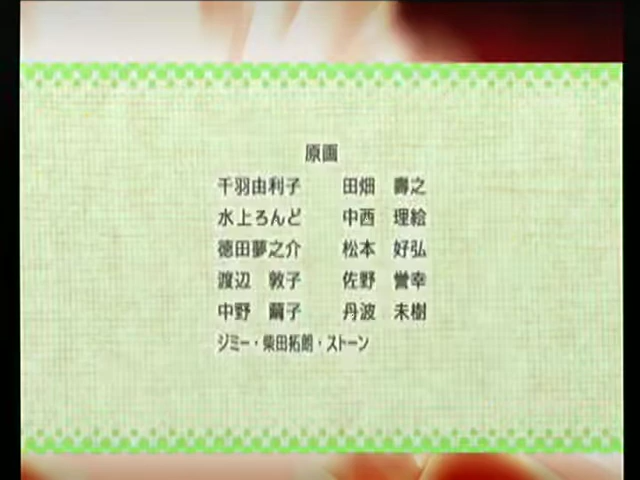 原画
千羽由利子　田畑　壽之
水上ろんど　中西　理絵
徳田夢之介　松本　好弘
渡辺　敦子　佐野　誉幸
中野　繭子　丹波　未樹
ジミー・柴田拓朗・ストーン